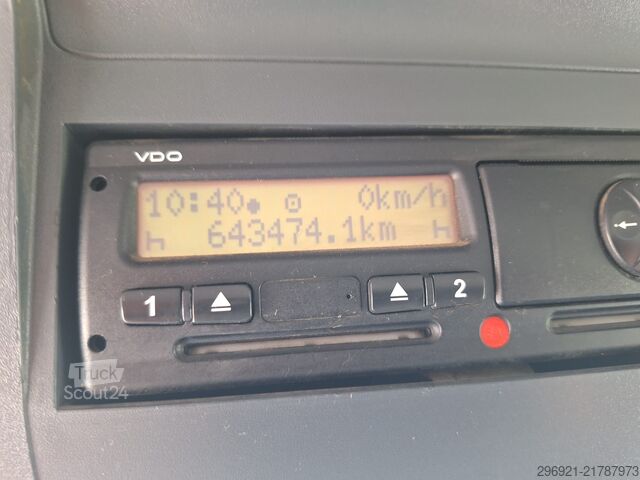 VDO
10:40 0km/h
643474.1km
1 2
Truck
Scout24
296921-21787973